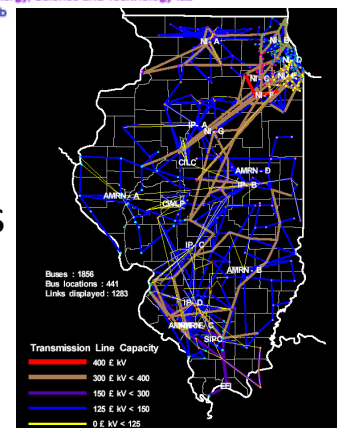 NI - A
NI - B
NI - D
NI - C
NI - E
NI - F
IP - A
NI - G
CILC
AMRN - D
IP - B
AMRN - A
CWLP
IP - C
AMRN - B
Buses : 1856
Bus locations : 441
Links displayed : 1283
IP - D
AMRN - E
SIPC
EEI
Transmission Line Capacity
400 £ kV
300 £ kV < 400
150 £ kV < 300
125 £ kV < 150
0 £ kV < 125